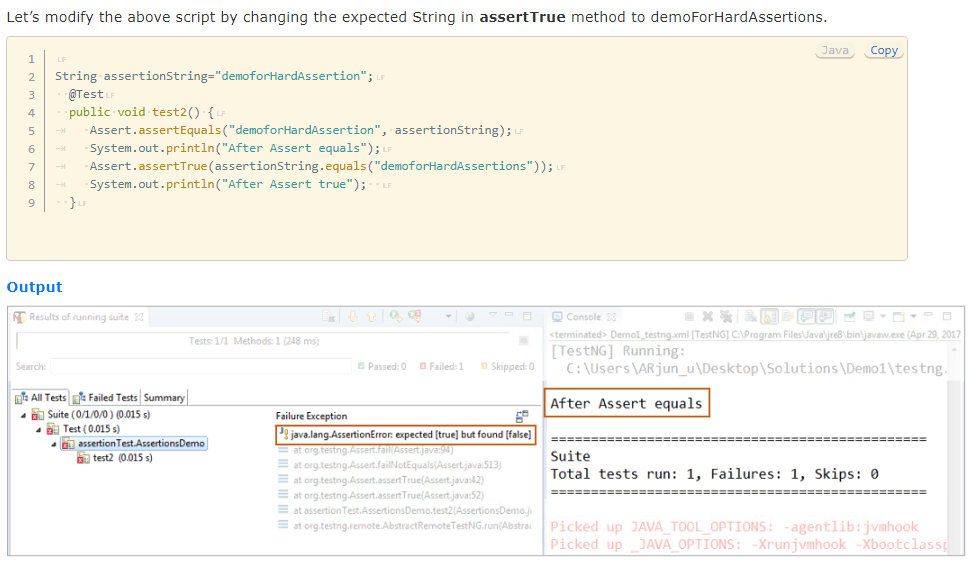 Let's modify the above script by changing the expected String in assertTrue method to demoForHardAssertions.
Java Copy
1 LF
2 String assertionString="demoforHardAssertion"; LF
3 @Test LF
4 public void test2() { LF
5 Assert.assertEquals("demoforHardAssertion", assertionString); LF
6 System.out.println("After Assert equals"); LF
7 Assert.assertTrue(assertionString.equals("demoforHardAssertions")); LF
8 System.out.println("After Assert true"); LF
9 } LF
Output
Results of running suite
Tests: 1/1 Methods: 1 (248 ms)
Search:
Passed: 0 Failed: 1 Skipped: 0
All Tests Failed Tests Summary
Suite ( 0/1/0/0 ) (0.015 s)
Test ( 0.015 s)
assertionTest.AssertionsDemo
test2 (0.015 s)
Failure Exception
java.lang.AssertionError: expected [true] but found [false]
at org.testng.Assert.fail(Assert.java:94)
at org.testng.Assert.failNotEquals(Assert.java:513)
at org.testng.Assert.assertTrue(Assert.java:42)
at org.testng.Assert.assertTrue(Assert.java:52)
at assertionTest.AssertionsDemo.test2(AssertionsDemo.j
at org.testng.remote.AbstractRemoteTestNG.run(Abstrac
Console
<terminated> Demo1_testng.xml [TestNG] C:\Program Files\Java\jre8\bin\javaw.exe (Apr 29, 2017
[TestNG] Running:
C:\Users\ARjun_u\Desktop\Solutions\Demo1\testng.
After Assert equals
===============================================
Suite
Total tests run: 1, Failures: 1, Skips: 0
===============================================
Picked up JAVA_TOOL_OPTIONS: -agentlib:jvmhook
Picked up _JAVA_OPTIONS: -Xrunjvmhook -Xbootclassp